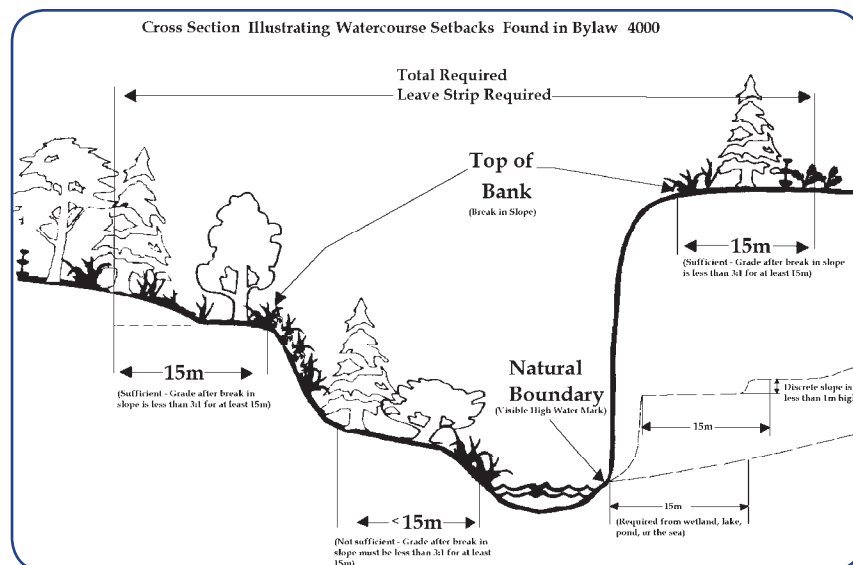 Cross Section Illustrating Watercourse Setbacks Found in Bylaw 4000
Total Required
Leave Strip Required
Top of
Bank
(Break in Slope)
15m
(Sufficient - Grade after break in slope
is less than 3:1 for at least 15m)
15m
(Sufficient - Grade after break in
slope is less than 3:1 for at least 15m)
Natural
Boundary
(Visible High Water Mark)
Discrete slope is
less than 1m hig
15m
15m
(Required from wetland, lake,
pond, or the sea)
<15m
(Not sufficient - Grade after break in
slope must be less than 3:1 for at least
15m)